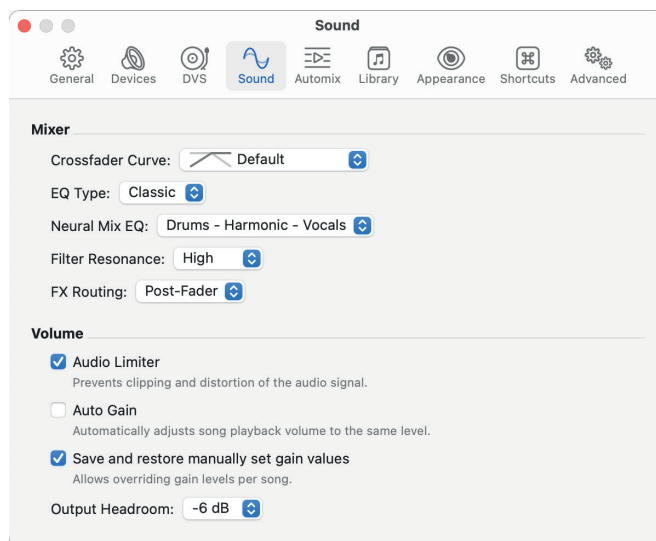 Sound
General Devices DVS Sound Automix Library Appearance Shortcuts Advanced
Mixer
Crossfader Curve: Default
EQ Type: Classic
Neural Mix EQ: Drums - Harmonic - Vocals
Filter Resonance: High
FX Routing: Post-Fader
Volume
Audio Limiter
Prevents clipping and distortion of the audio signal.
Auto Gain
Automatically adjusts song playback volume to the same level.
Save and restore manually set gain values
Allows overriding gain levels per song.
Output Headroom: -6 dB